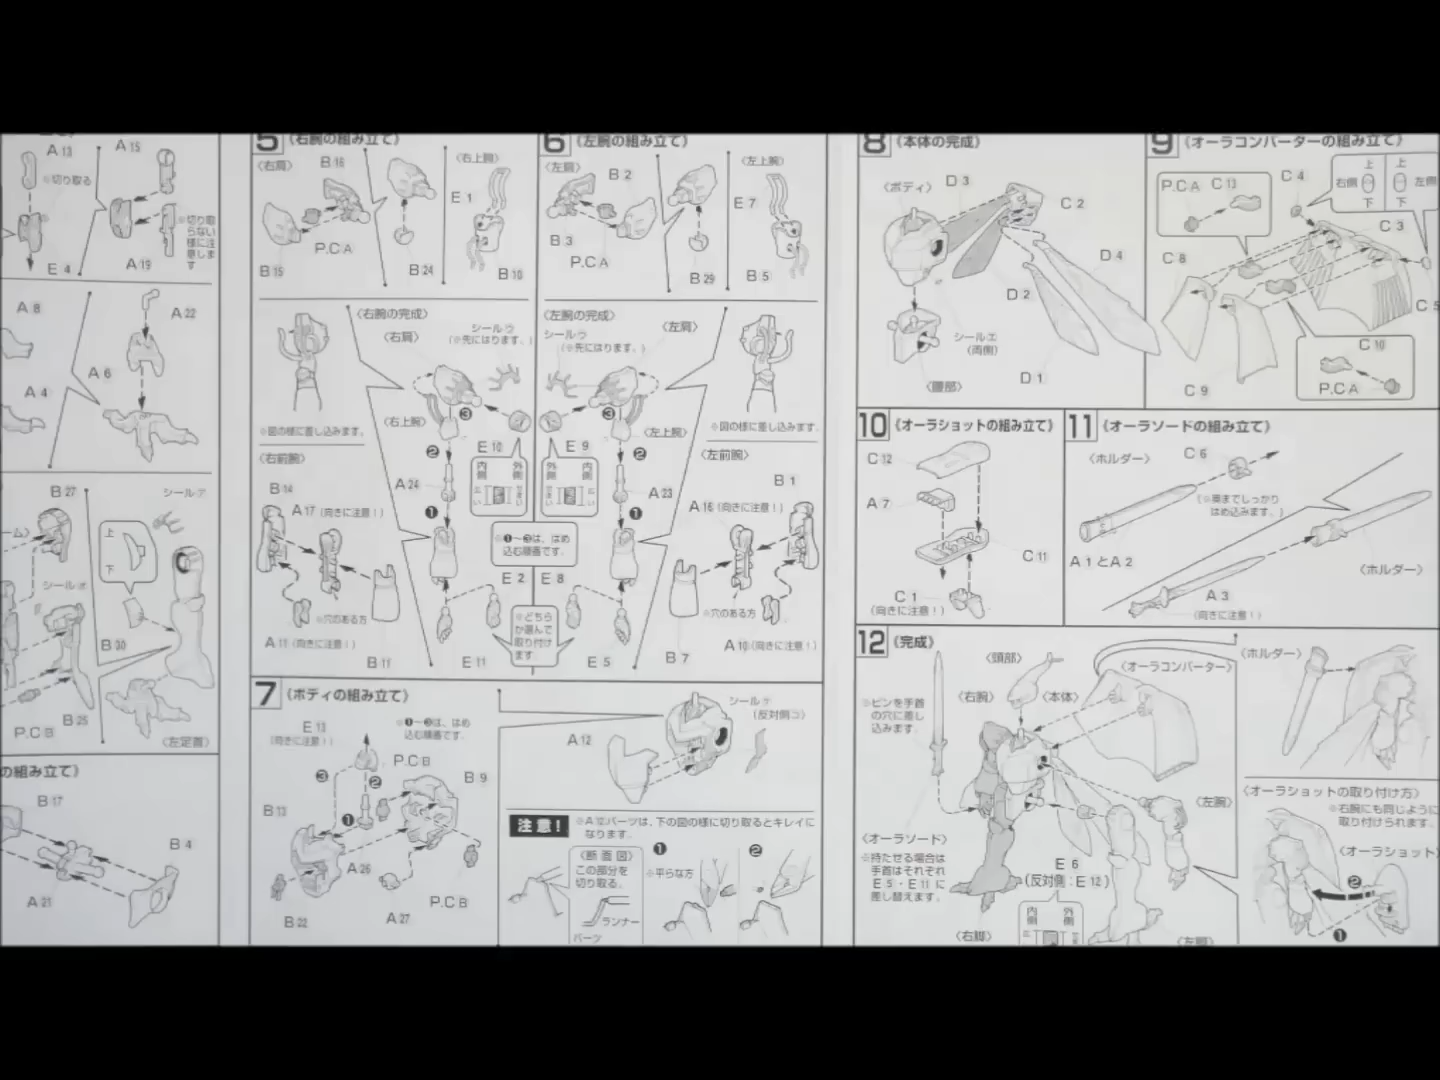 A13
A15
※切り取る
※切り取
らない
様に注
意しま
す
E4
A19
A8
A22
A6
A4
B27
シールア
上
下
B30
P.C B
B25
〈左足首〉
の組み立て〉
B17
B4
A21
5 〈右腕の組み立て〉
〈右肩〉
B16
P.C A
B15
B24
〈右上腕〉
E1
B10
〈右腕の完成〉
〈右肩〉
シールウ
(※先にはります。)
〈右上腕〉
※図の様に差し込みます。
〈右前腕〉
B14
A17 (向きに注意!)
※穴のある方
A11 (向きに注意!)
B11
A24
❶
❷
❸
E10
内側
外側
E2
E11
6 〈左腕の組み立て〉
〈左肩〉
B2
B3
P.C A
B29
〈左上腕〉
E7
B5
〈左腕の完成〉
シールウ
(※先にはります。)
〈左肩〉
〈左上腕〉
※図の様に差し込みます。
〈左前腕〉
E9
外側
内側
❸
❷
❶
A23
※❶~❸は、はめ
込む順番です。
E8
※どちら
か選んで
取り付け
ます。
E5
B1
A16 (向きに注意!)
※穴のある方
B7
A10 (向きに注意!)
7 〈ボディの組み立て〉
E13
(向きに注意!)
※❶~❸は、はめ
込む順番です。
P.C B
B9
B13
❸
❷
❶
A26
B22
A27
P.C B
A12
(反対側コ)
注意!
※A12パーツは、下の図の様に切り取るとキレイに
なります。
〈断面図〉
この部分を
切り取る。
ランナー
パーツ
❶
※平らな方
❷
8 〈本体の完成〉
〈ボディ〉
D3
C2
D4
D2
D1
シールエ
(両側)
〈腰部〉
9 〈オーラコンバーターの組み立て〉
P.C A
C13
C4
右側
上
下
上
下
左側
C3
C8
C5
C9
C10
P.C A
10 〈オーラショットの組み立て〉
C12
A7
C11
C1
(向きに注意!)
11 〈オーラソードの組み立て〉
〈ホルダー〉
C6
(※奥までしっかり
はめ込みます。)
A1とA2
〈ホルダー〉
A3
(向きに注意!)
12 〈完成〉
※ピンを手首
の穴に差し
込みます。
〈頭部〉
〈右腕〉
〈本体〉
〈オーラコンバーター〉
〈左腕〉
〈オーラソード〉
※持たせる場合は
手首はそれぞれ
E5・E11に
差し替えます。
E6
(反対側:E12)
内側
外側
〈右脚〉
〈左脚〉
〈ホルダー〉
〈オーラショットの取り付け方〉
※右腕にも同じように
取り付けられます。
〈オーラショット〉
❷
❶